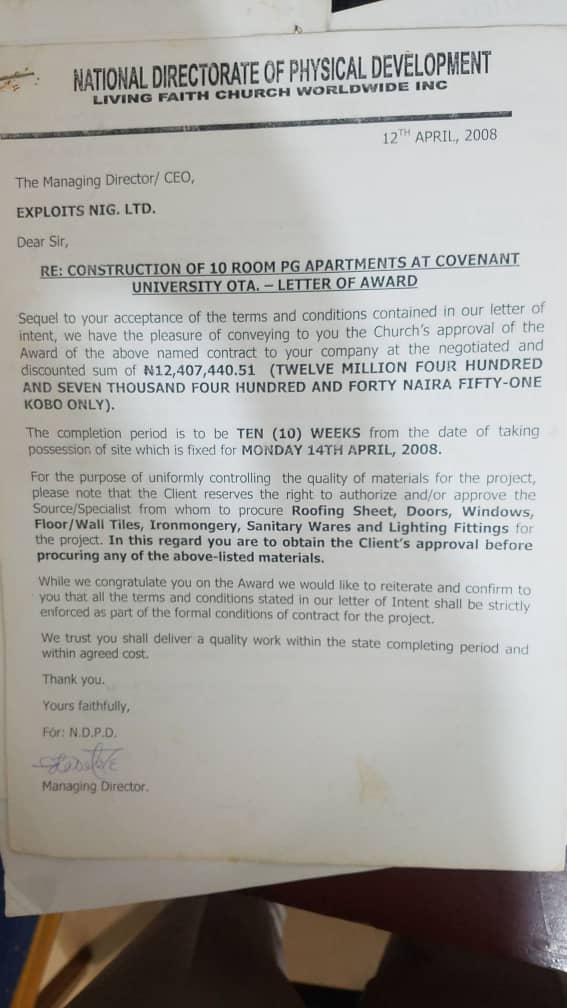 NATIONAL DIRECTORATE OF PHYSICAL DEVELOPMENT
LIVING FAITH CHURCH WORLDWIDE INC
12TH APRIL, 2008
The Managing Director/ CEO,
EXPLOITS NIG. LTD.
Dear Sir,
RE: CONSTRUCTION OF 10 ROOM PG APARTMENTS AT COVENANT
UNIVERSITY OTA. – LETTER OF AWARD
Sequel to your acceptance of the terms and conditions contained in our letter of
intent, we have the pleasure of conveying to you the Church's approval of the
Award of the above named contract to your company at the negotiated and
discounted sum of ₦12,407,440.51 (TWELVE MILLION FOUR HUNDRED
AND SEVEN THOUSAND FOUR HUNDRED AND FORTY NAIRA FIFTY-ONE
KOBO ONLY).
The completion period is to be TEN (10) WEEKS from the date of taking
possession of site which is fixed for MONDAY 14TH APRIL, 2008.
For the purpose of uniformly controlling the quality of materials for the project,
please note that the Client reserves the right to authorize and/or approve the
Source/Specialist from whom to procure Roofing Sheet, Doors, Windows,
Floor/Wall Tiles, Ironmongery, Sanitary Wares and Lighting Fittings for
the project. In this regard you are to obtain the Client's approval before
procuring any of the above-listed materials.
While we congratulate you on the Award we would like to reiterate and confirm to
you that all the terms and conditions stated in our letter of Intent shall be strictly
enforced as part of the formal conditions of contract for the project.
We trust you shall deliver a quality work within the state completing period and
within agreed cost.
Thank you.
Yours faithfully,
For: N.D.P.D.
Managing Director.